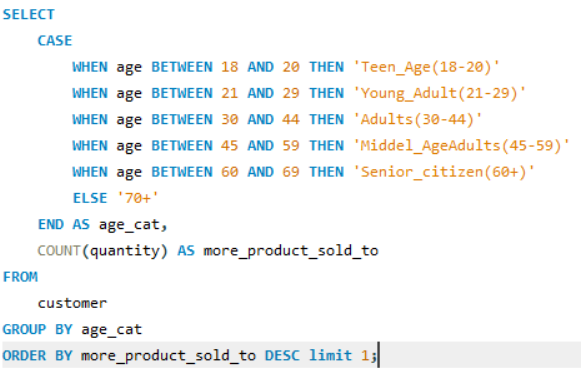 SELECT
CASE
WHEN age BETWEEN 18 AND 20 THEN 'Teen_Age(18-20)'
WHEN age BETWEEN 21 AND 29 THEN 'Young_Adult(21-29)'
WHEN age BETWEEN 30 AND 44 THEN 'Adults(30-44)'
WHEN age BETWEEN 45 AND 59 THEN 'Middel_AgeAdults(45-59)'
WHEN age BETWEEN 60 AND 69 THEN 'Senior_citizen(60+)'
ELSE '70+'
END AS age_cat,
COUNT(quantity) AS more_product_sold_to
FROM
customer
GROUP BY age_cat
ORDER BY more_product_sold_to DESC limit 1;